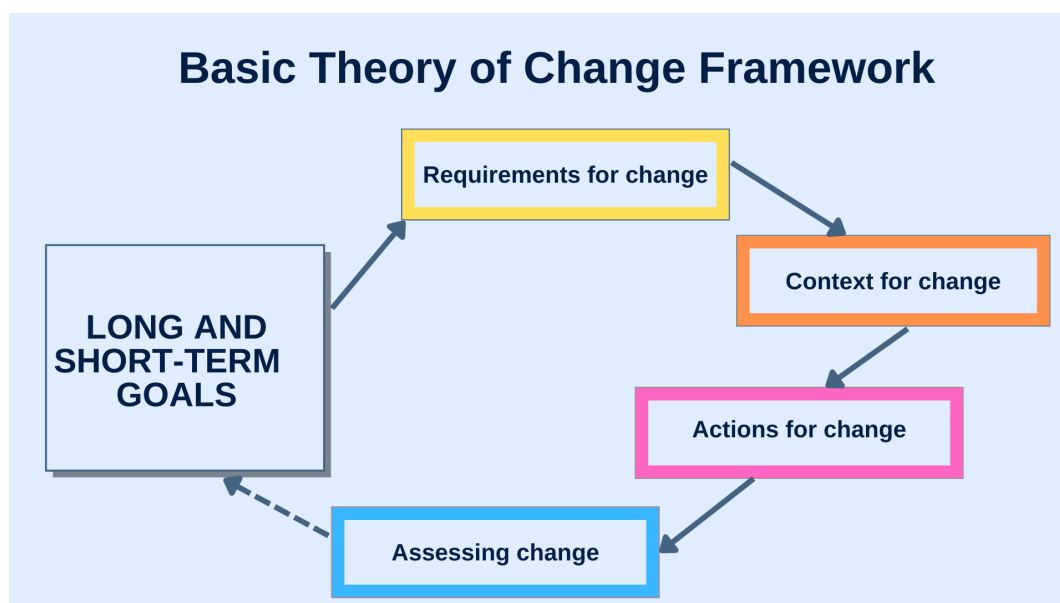 Basic Theory of Change Framework
Requirements for change
Context for change
LONG AND
SHORT-TERM
GOALS
Actions for change
Assessing change